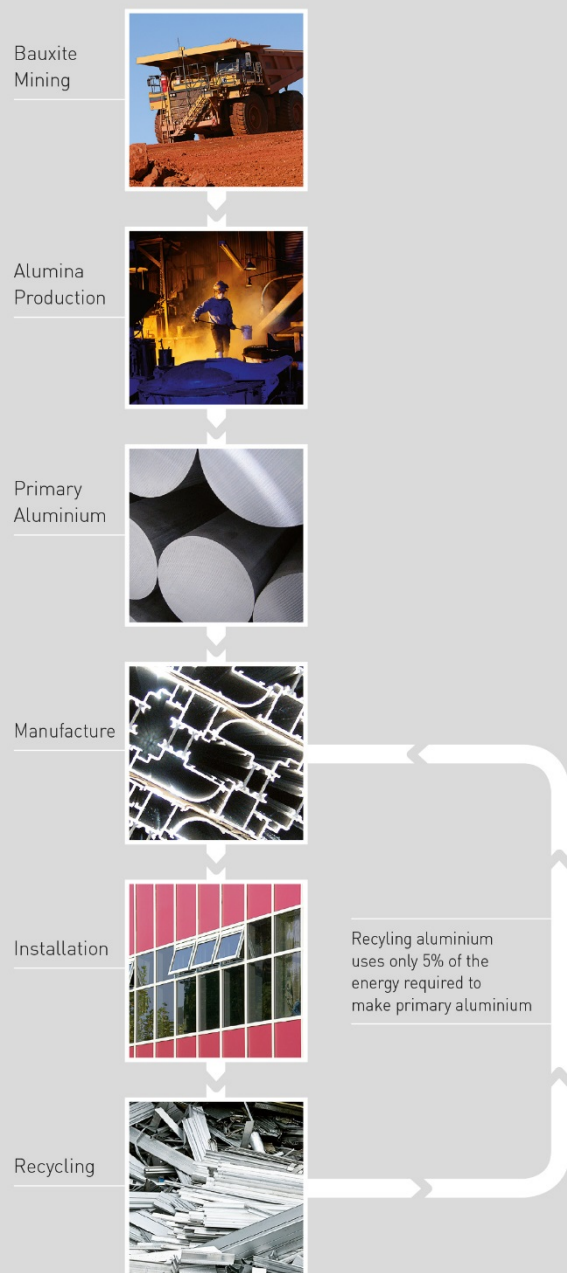 Bauxite
Mining
Alumina
Production
Primary
Aluminium
Manufacture
Installation
Recyling aluminium
uses only 5% of the
energy required to
make primary aluminium
Recycling